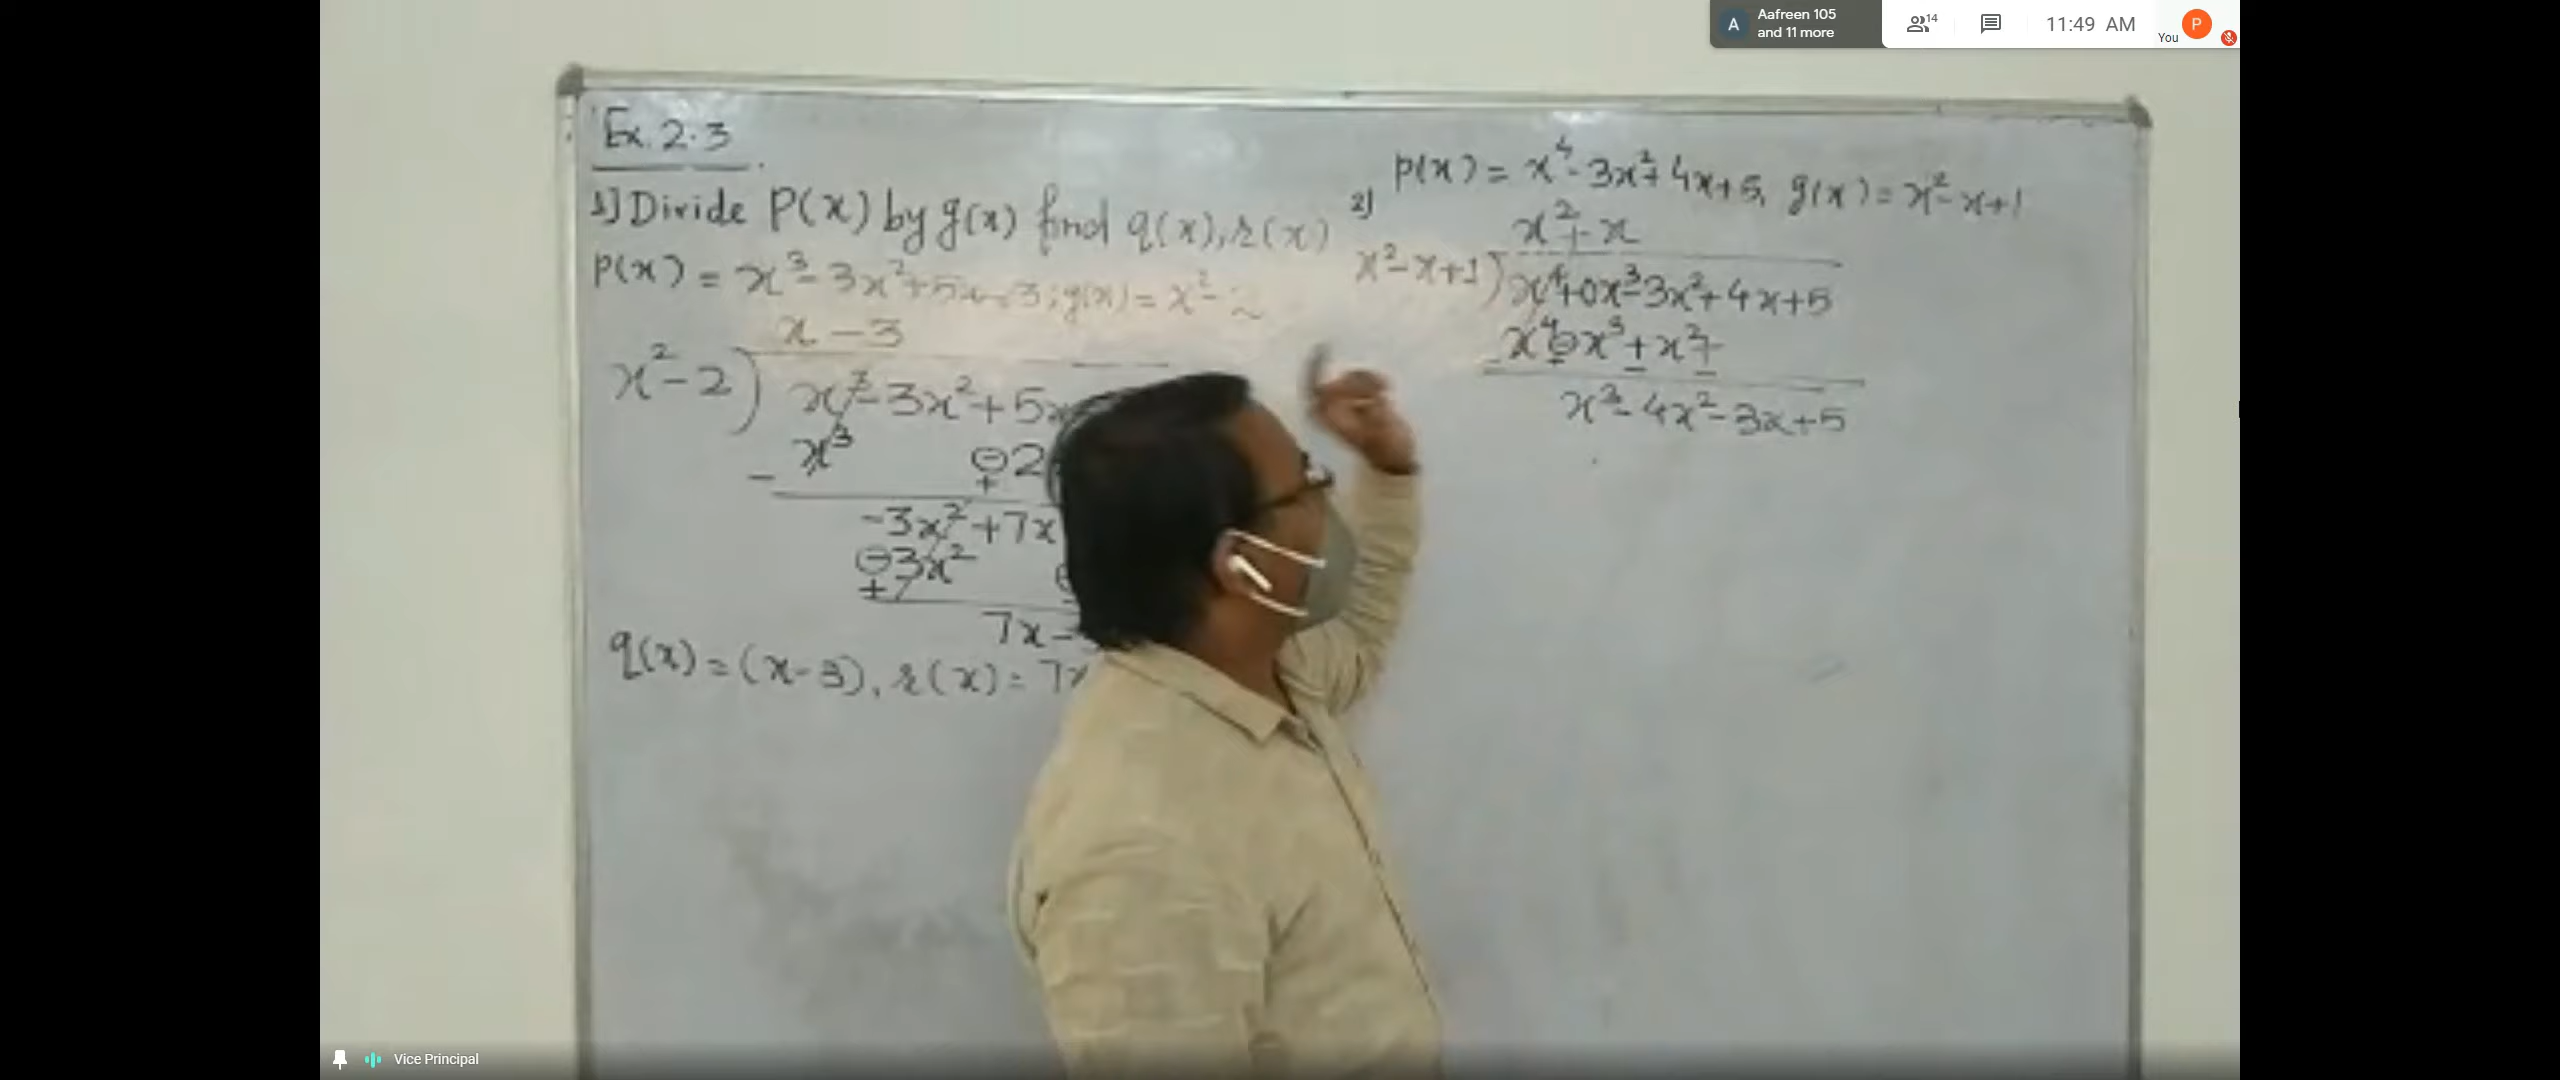 Aafreen 105
and 11 more
14
11:49 AM
You
P
A
Ex. 2.3
1] Divide P(x) by g(x) find q(x), r(x)
P(x) = x³ - 3x² + 5x - 3; g(x) = x² - 2
x - 3
x² - 2 ) x³ - 3x² + 5x
- x³ ⊖ 2
+
-3x² + 7x
⊖ 3x²
+
7x -
q(x) = (x - 3), r(x) = 7x
2) P(x) = x⁴ - 3x² + 4x + 5, g(x) = x² - x + 1
x² + x
x² - x + 1 ) x⁴ + 0x³ - 3x² + 4x + 5
x⁴ ⊖ x³ + x² +
- + - -
x³ - 4x² - 3x + 5
Vice Principal